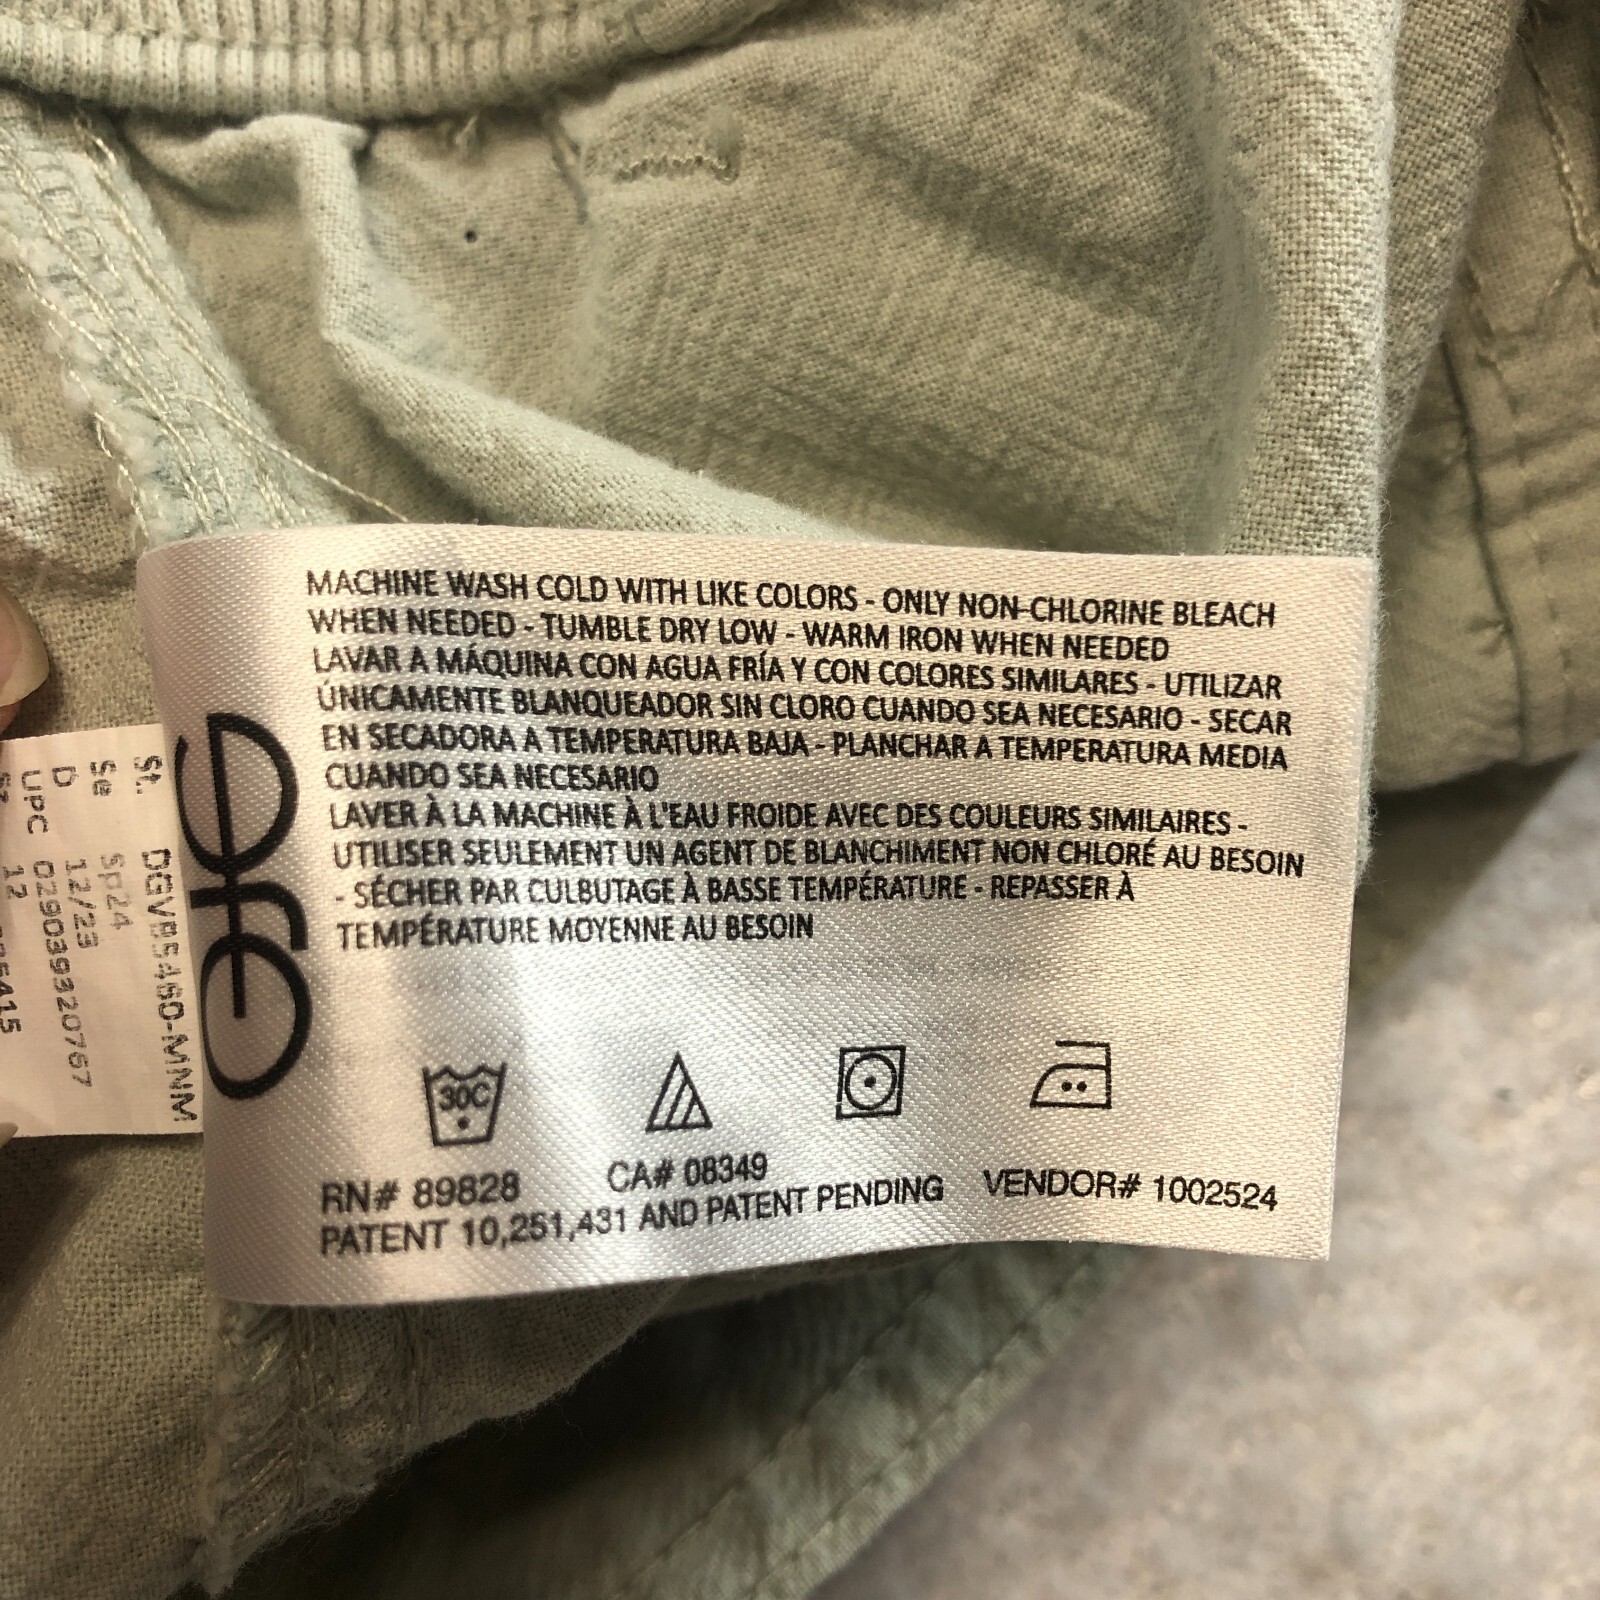 MACHINE WASH COLD WITH LIKE COLORS - ONLY NON-CHLORINE BLEACH
WHEN NEEDED - TUMBLE DRY LOW - WARM IRON WHEN NEEDED
LAVAR A MÁQUINA CON AGUA FRÍA Y CON COLORES SIMILARES - UTILIZAR
ÚNICAMENTE BLANQUEADOR SIN CLORO CUANDO SEA NECESARIO - SECAR
EN SECADORA A TEMPERATURA BAJA - PLANCHAR A TEMPERATURA MEDIA
CUANDO SEA NECESARIO
LAVER À LA MACHINE À L'EAU FROIDE AVEC DES COULEURS SIMILAIRES -
UTILISER SEULEMENT UN AGENT DE BLANCHIMENT NON CHLORÉ AU BESOIN
- SÉCHER PAR CULBUTAGE À BASSE TEMPÉRATURE - REPASSER À
TEMPÉRATURE MOYENNE AU BESOIN
30C
RN# 89828 CA# 08349 VENDOR# 1002524
PATENT 10,251,431 AND PATENT PENDING
St. DGV85460-MNM
Se Sp24
D 12/23
UPC 029039320767
12